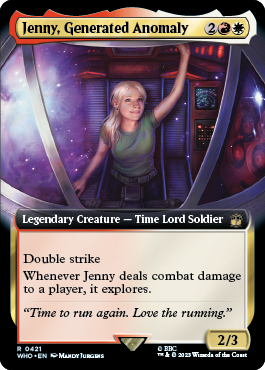 Jenny, Generated Anomaly 2
Legendary Creature — Time Lord Soldier
Double strike
Whenever Jenny deals combat damage
to a player, it explores.
“Time to run again. Love the running.”
2/3
R 0421
WHO • EN MANDY JURGENS
© BBC
™ & © 2023 Wizards of the Coast